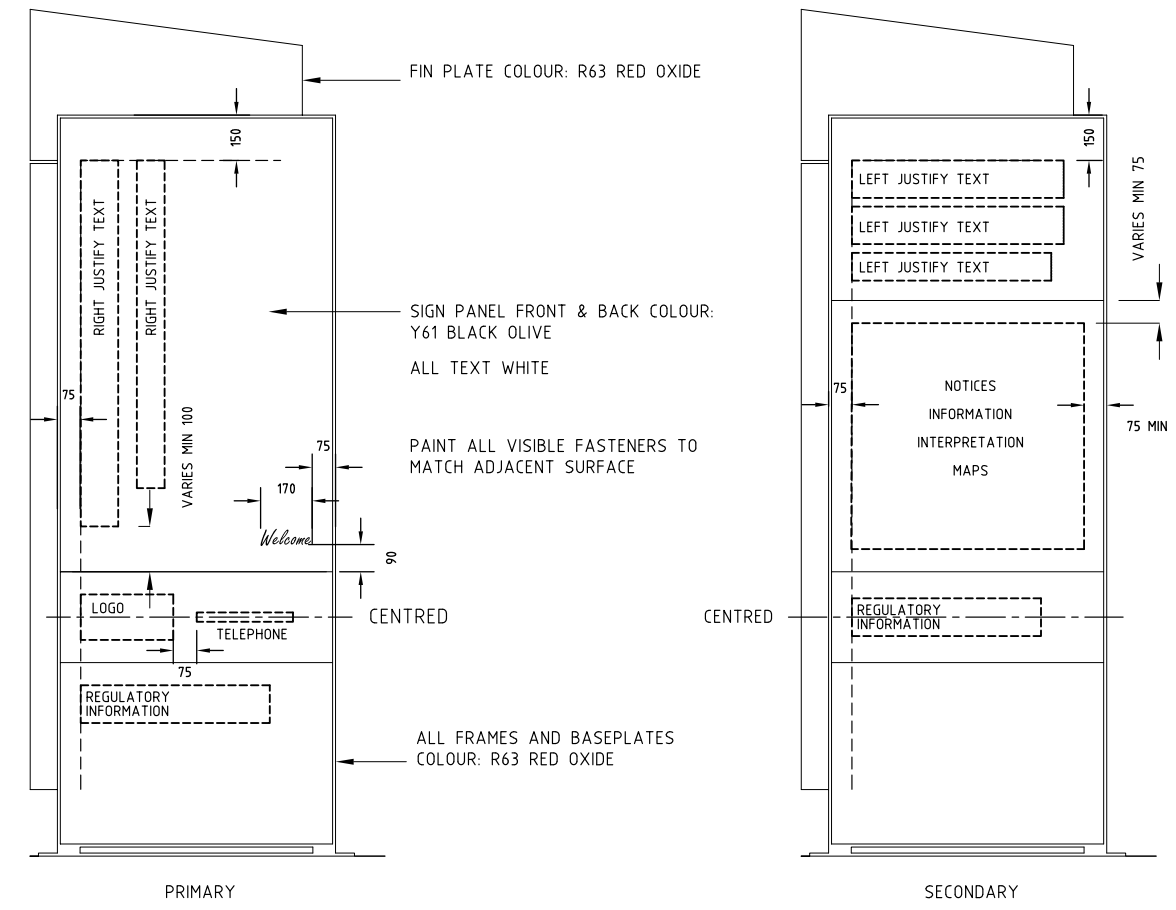 FIN PLATE COLOUR: R63 RED OXIDE
150
RIGHT JUSTIFY TEXT
RIGHT JUSTIFY TEXT
SIGN PANEL FRONT & BACK COLOUR:
Y61 BLACK OLIVE
ALL TEXT WHITE
75
VARIES MIN 100
PAINT ALL VISIBLE FASTENERS TO
MATCH ADJACENT SURFACE
75
170
Welcome
90
LOGO
TELEPHONE
CENTRED
75
REGULATORY
INFORMATION
ALL FRAMES AND BASEPLATES
COLOUR: R63 RED OXIDE
PRIMARY
150
LEFT JUSTIFY TEXT
LEFT JUSTIFY TEXT
LEFT JUSTIFY TEXT
VARIES MIN 75
75
NOTICES
INFORMATION
INTERPRETATION
MAPS
75 MIN
CENTRED
REGULATORY
INFORMATION
SECONDARY